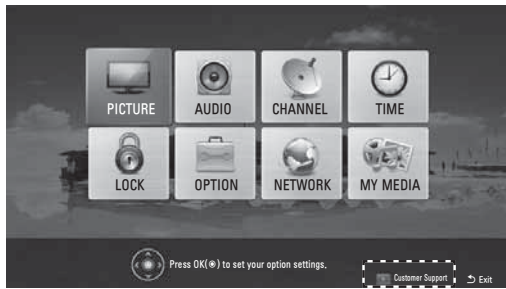 PICTURE AUDIO CHANNEL TIME
LOCK OPTION NETWORK MY MEDIA
Press OK(◉) to set your option settings.
Customer Support Exit